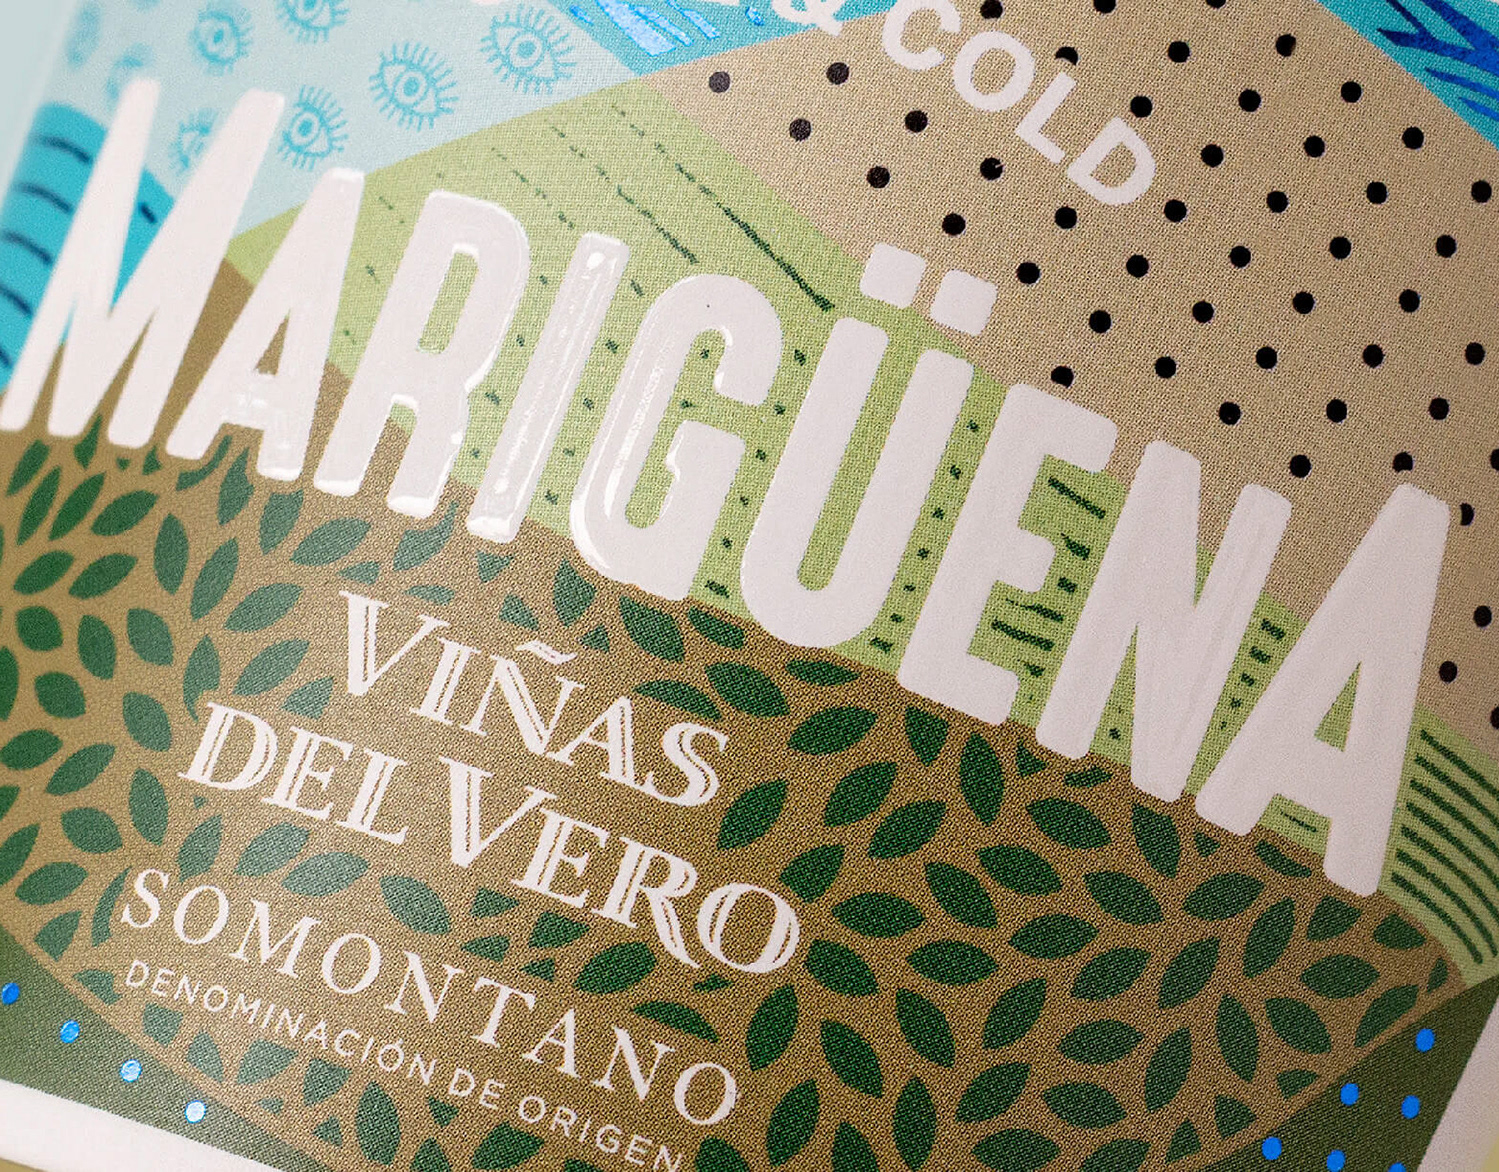 & COLD
MARIGÜENA
VIÑAS
DEL VERO
SOMONTANO
DENOMINACIÓN DE ORIGEN